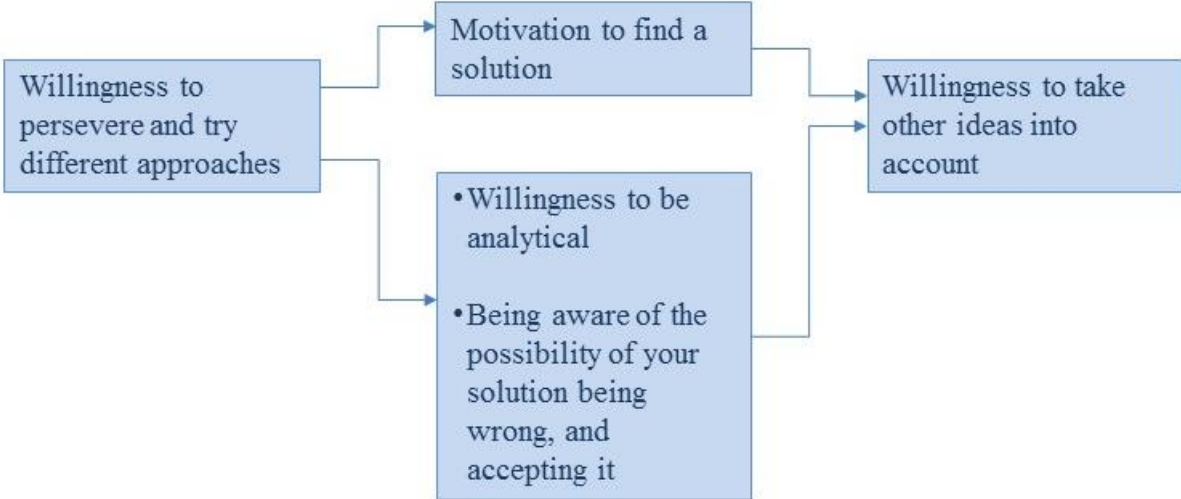 Willingness to
persevere and try
different approaches
Motivation to find a
solution
• Willingness to be
analytical
• Being aware of the
possibility of your
solution being
wrong, and
accepting it
Willingness to take
other ideas into
account